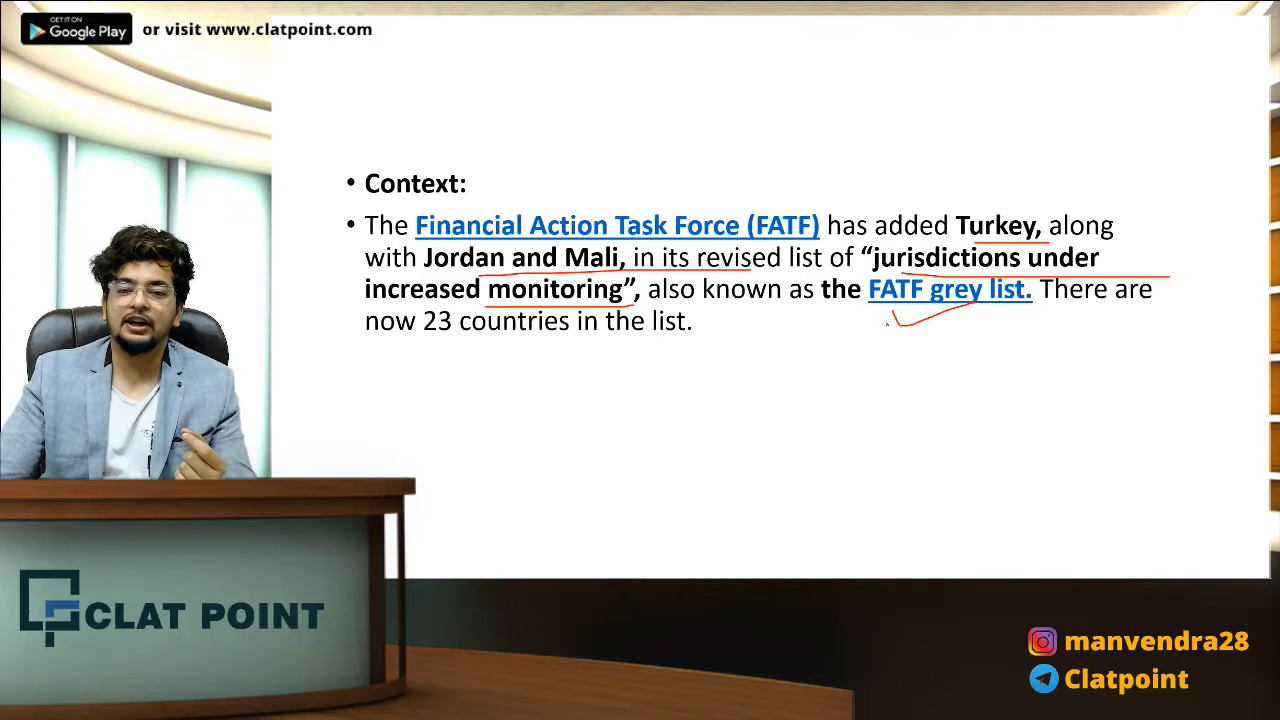 GET IT ON
Google Play
or visit www.clatpoint.com
• Context:
• The Financial Action Task Force (FATF) has added Turkey, along
with Jordan and Mali, in its revised list of “jurisdictions under
increased monitoring”, also known as the FATF grey list. There are
now 23 countries in the list.
CLAT POINT
manvendra28
Clatpoint